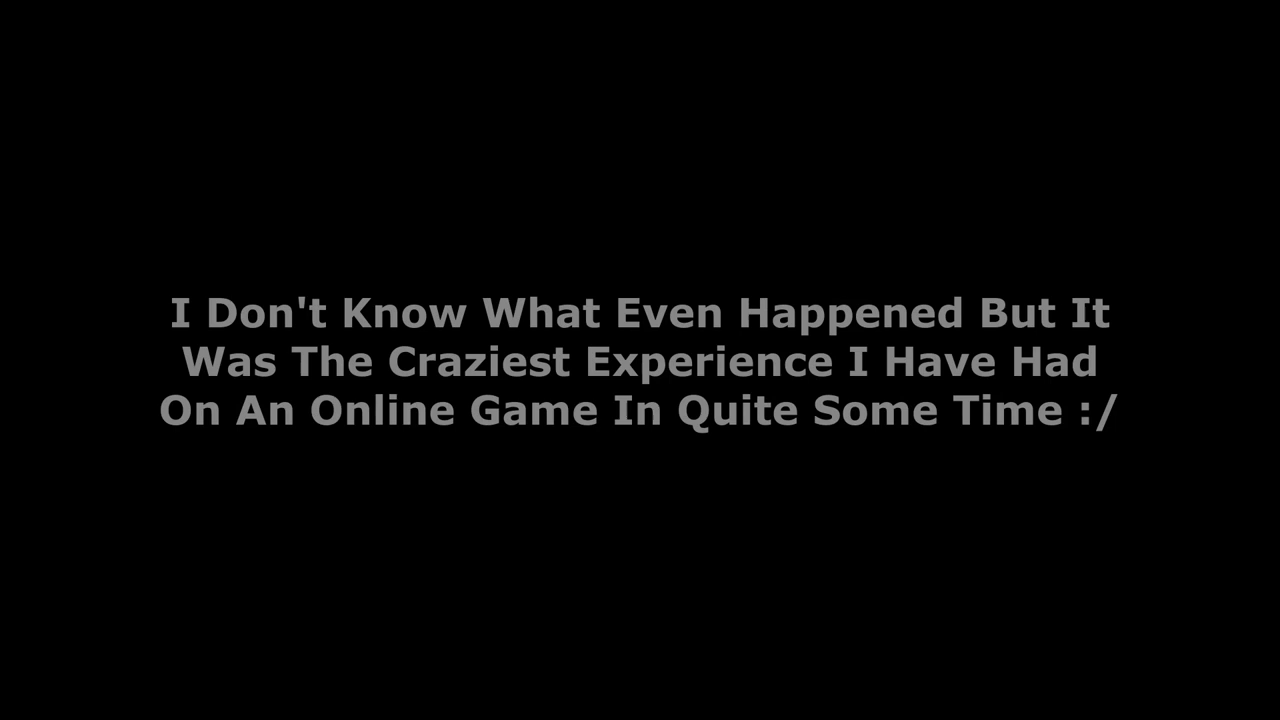 I Don't Know What Even Happened But It
Was The Craziest Experience I Have Had
On An Online Game In Quite Some Time :/